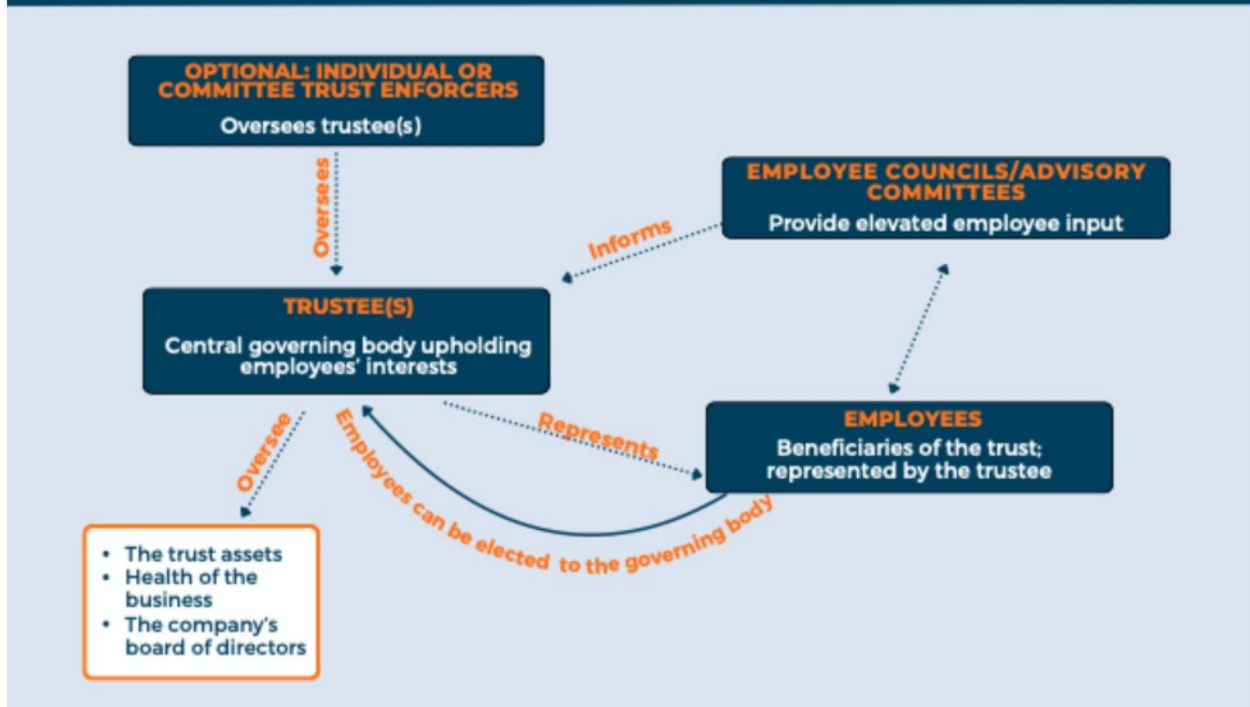 OPTIONAL: INDIVIDUAL OR
COMMITTEE TRUST ENFORCERS
Oversees trustee(s)
Oversees
EMPLOYEE COUNCILS/ADVISORY
COMMITTEES
Provide elevated employee input
Informs
TRUSTEE(S)
Central governing body upholding
employees' interests
Represents
EMPLOYEES
Beneficiaries of the trust;
represented by the trustee
Employees can be elected to the governing body
Oversee
• The trust assets
• Health of the
business
• The company's
board of directors